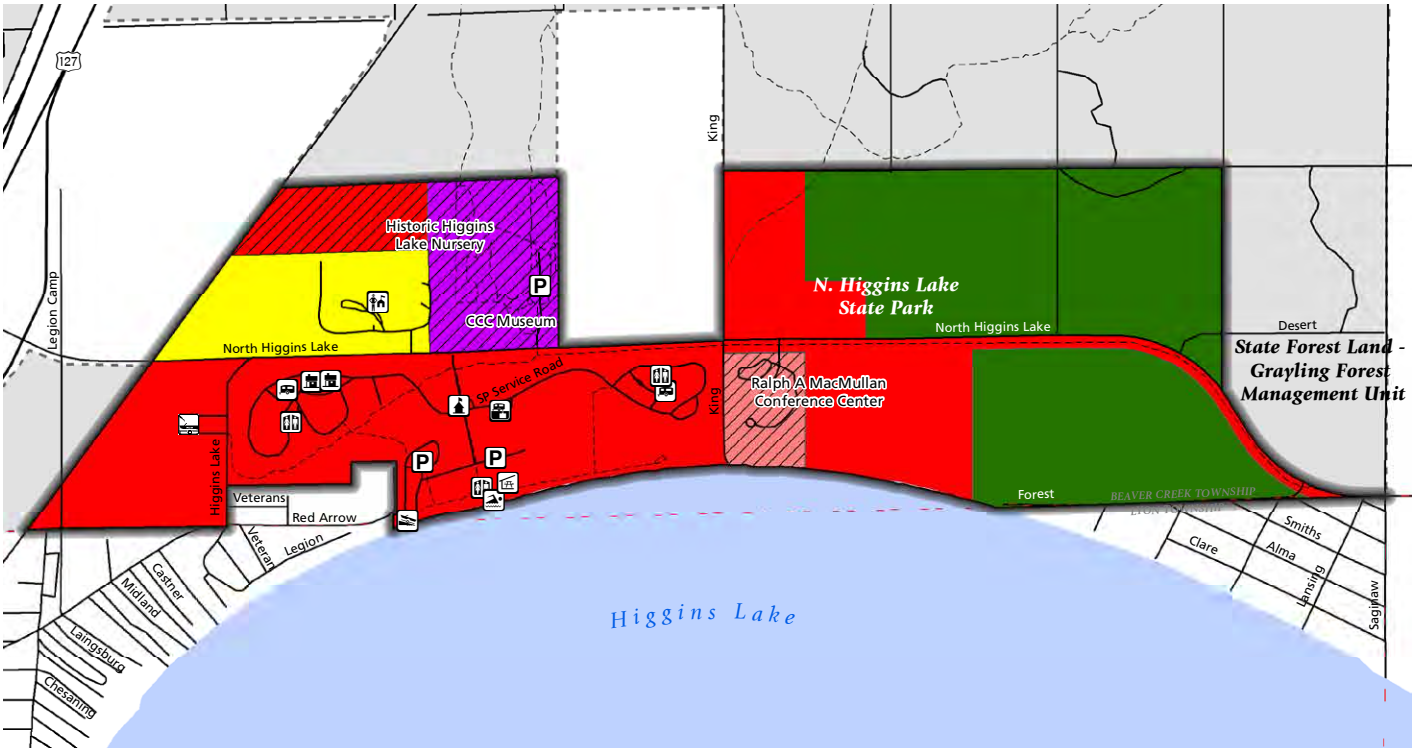 127
King
Historic Higgins
Lake Nursery
P
Legion Camp
N. Higgins Lake
State Park
CCC Museum
North Higgins Lake
Desert
North Higgins Lake
State Forest Land -
Grayling Forest
Management Unit
SP Service Road
Ralph A MacMullan
Conference Center
King
Higgins Lake
P
P
Veterans
Forest
BEAVER CREEK TOWNSHIP
LYON TOWNSHIP
Red Arrow
Smiths
Veteran
Legion
Clare
Alma
Castner
Midland
Lansing
Saginaw
Higgins Lake
Laingsburg
Chesaning